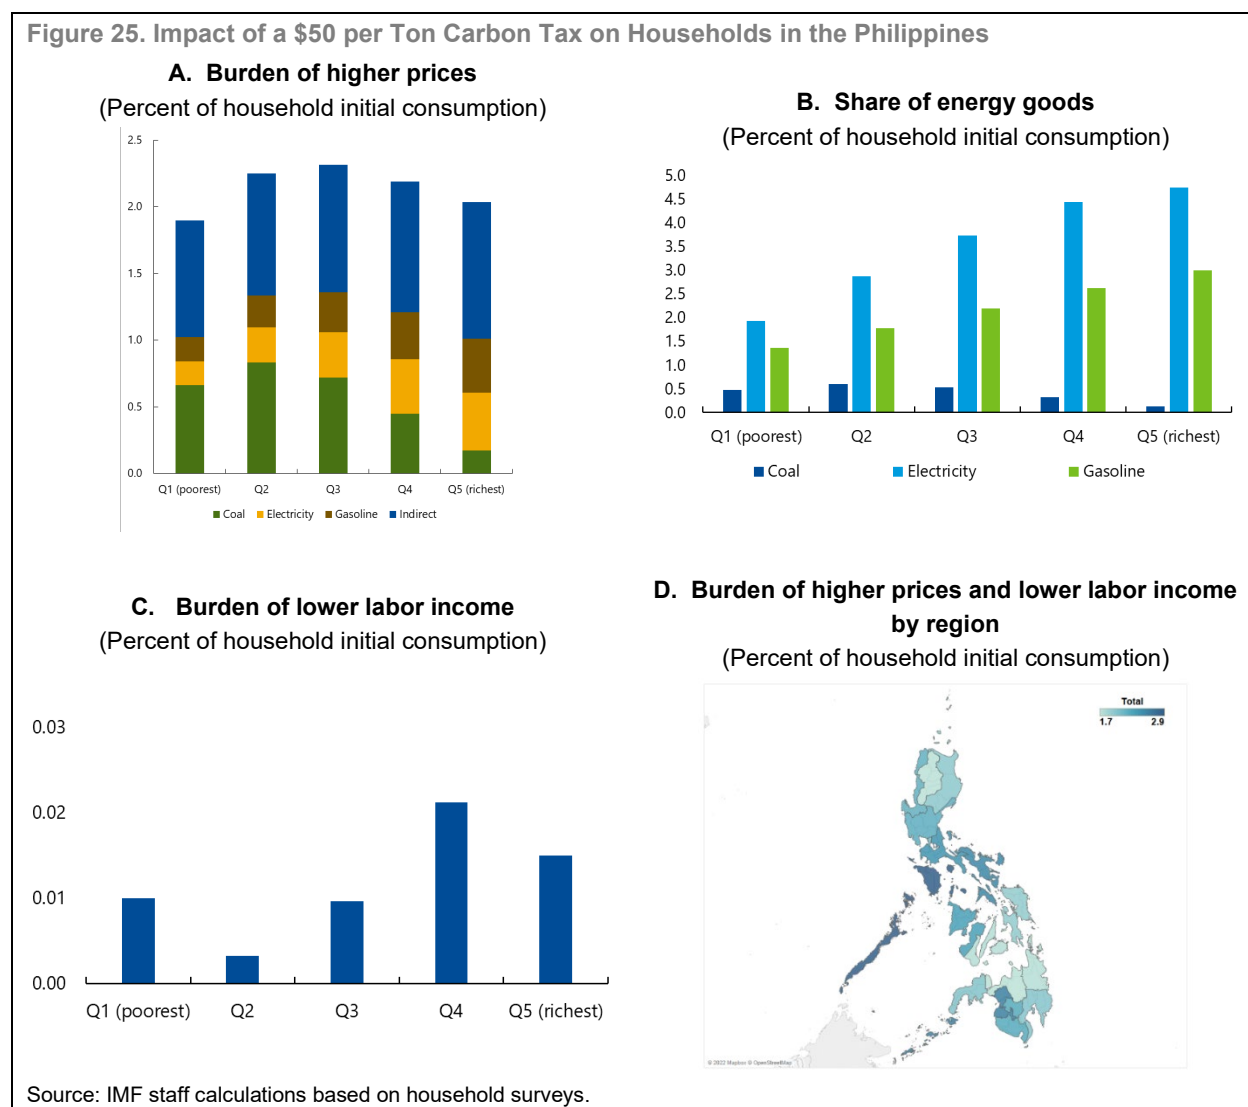 Figure 25. Impact of a $50 per Ton Carbon Tax on Households in the Philippines
A. Burden of higher prices
(Percent of household initial consumption)
2.5
2.0
1.5
1.0
0.5
0.0
Q1 (poorest) Q2 Q3 Q4 Q5 (richest)
Coal Electricity Gasoline Indirect
B. Share of energy goods
(Percent of household initial consumption)
5.0
4.5
4.0
3.5
3.0
2.5
2.0
1.5
1.0
0.5
0.0
Q1 (poorest) Q2 Q3 Q4 Q5 (richest)
Coal Electricity Gasoline
C. Burden of lower labor income
(Percent of household initial consumption)
0.03
0.02
0.01
0.00
Q1 (poorest) Q2 Q3 Q4 Q5 (richest)
D. Burden of higher prices and lower labor income
by region
(Percent of household initial consumption)
Total
1.7 2.9
© 2022 Mapbox © OpenStreetMap
Source: IMF staff calculations based on household surveys.